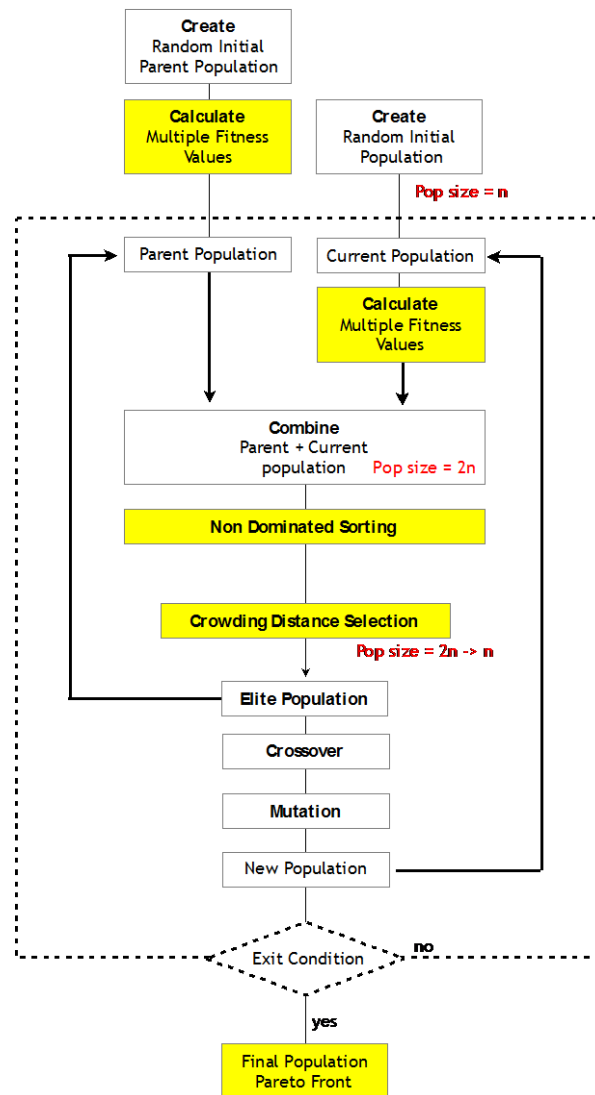 Create
Random Initial
Parent Population
Calculate
Multiple Fitness
Values
Create
Random Initial
Population
Pop size = n
Parent Population
Current Population
Calculate
Multiple Fitness
Values
Combine
Parent + Current
population
Pop size = 2n
Non Dominated Sorting
Crowding Distance Selection
Pop size = 2n -> n
Elite Population
Crossover
Mutation
New Population
Exit Condition
no
yes
Final Population
Pareto Front